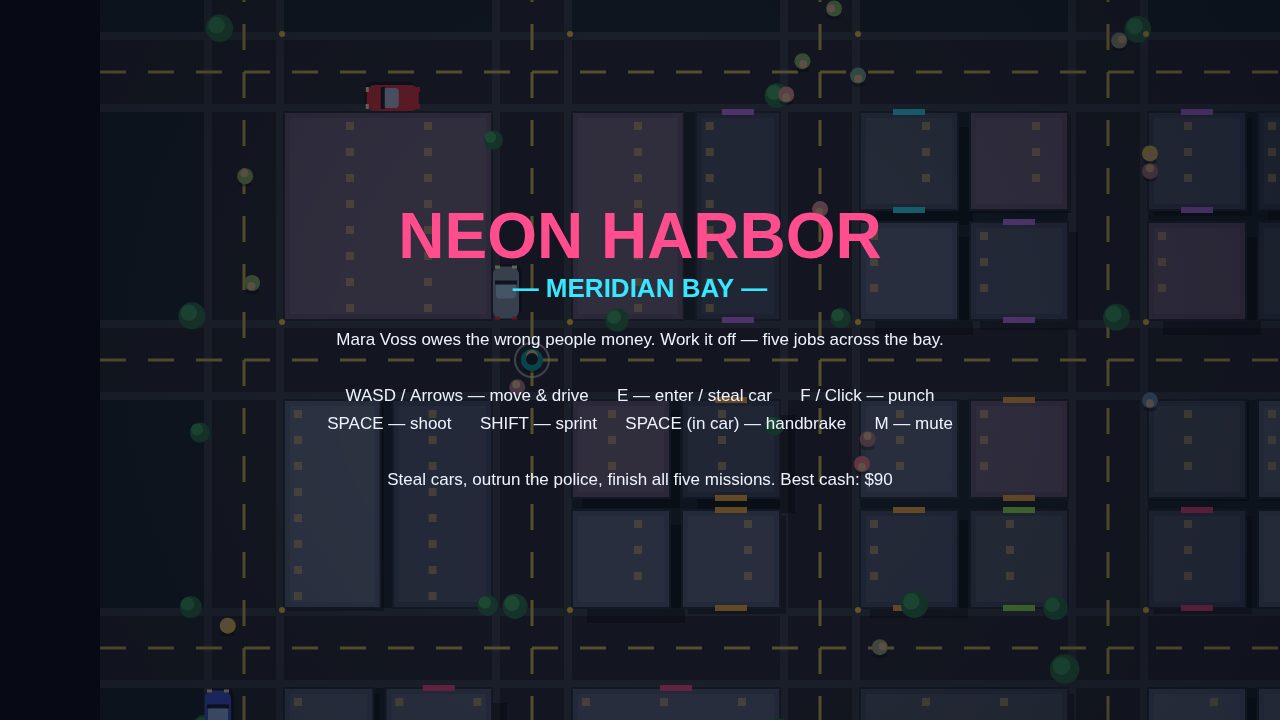 NEON HARBOR
— MERIDIAN BAY —
Mara Voss owes the wrong people money. Work it off — five jobs across the bay.
WASD / Arrows — move & drive E — enter / steal car F / Click — punch
SPACE — shoot SHIFT — sprint SPACE (in car) — handbrake M — mute
Steal cars, outrun the police, finish all five missions. Best cash: $90